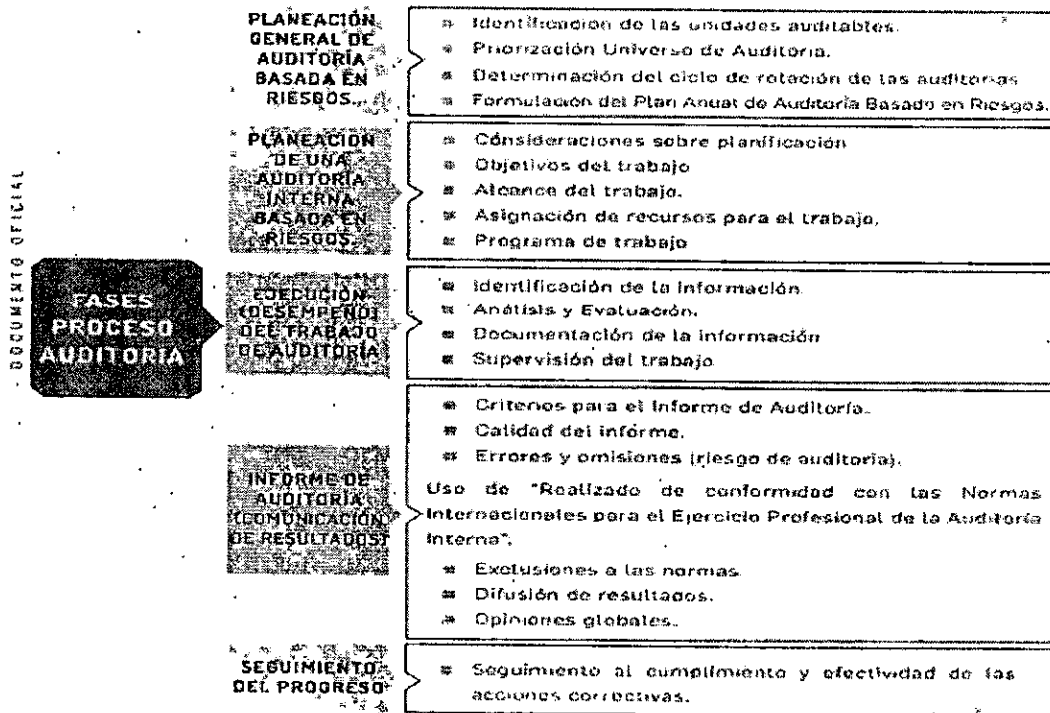 DOCUMENTO OFICIAL
FASES
PROCESO
AUDITORÍA
PLANEACIÓN
GENERAL DE
AUDITORÍA
BASADA EN
RIESGOS.
Identificación de las unidades auditables.
Priorización Universo de Auditoría.
Determinación del ciclo de rotación de las auditorías
Formulación del Plan Anual de Auditoría Basado en Riesgos.
PLANEACIÓN
DE UNA
AUDITORÍA
INTERNA
BASADA EN
RIESGOS.
Consideraciones sobre planificación
Objetivos del trabajo
Alcance del trabajo.
Asignación de recursos para el trabajo.
Programa de trabajo
EJECUCIÓN
(DESEMPEÑO)
DEL TRABAJO
DE AUDITORÍA
Identificación de la información
Análisis y Evaluación.
Documentación de la información
Supervisión del trabajo
INFORME DE
AUDITORÍA
(COMUNICACIÓN
DE RESULTADOS)
Criterios para el Informe de Auditoría.
Calidad del informe.
Errores y omisiones (riesgo de auditoría).
Uso de "Realizado de conformidad con las Normas
Internacionales para el Ejercicio Profesional de la Auditoría
Interna".
Exclusiones a las normas
Difusión de resultados.
Opiniones globales.
SEGUIMIENTO
DEL PROGRESO
Seguimiento al cumplimiento y efectividad de las
acciones correctivas.